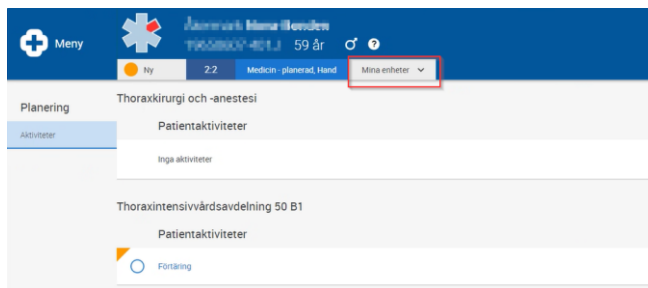 Meny
59 år
Ny 2:2 Medicin - planerad, Hand Mina enheter
Planering
Aktiviteter
Thoraxkirurgi och -anestesi
Patientaktiviteter
Inga aktiviteter
Thoraxintensivvårdsavdelning 50 B1
Patientaktiviteter
Förtäring